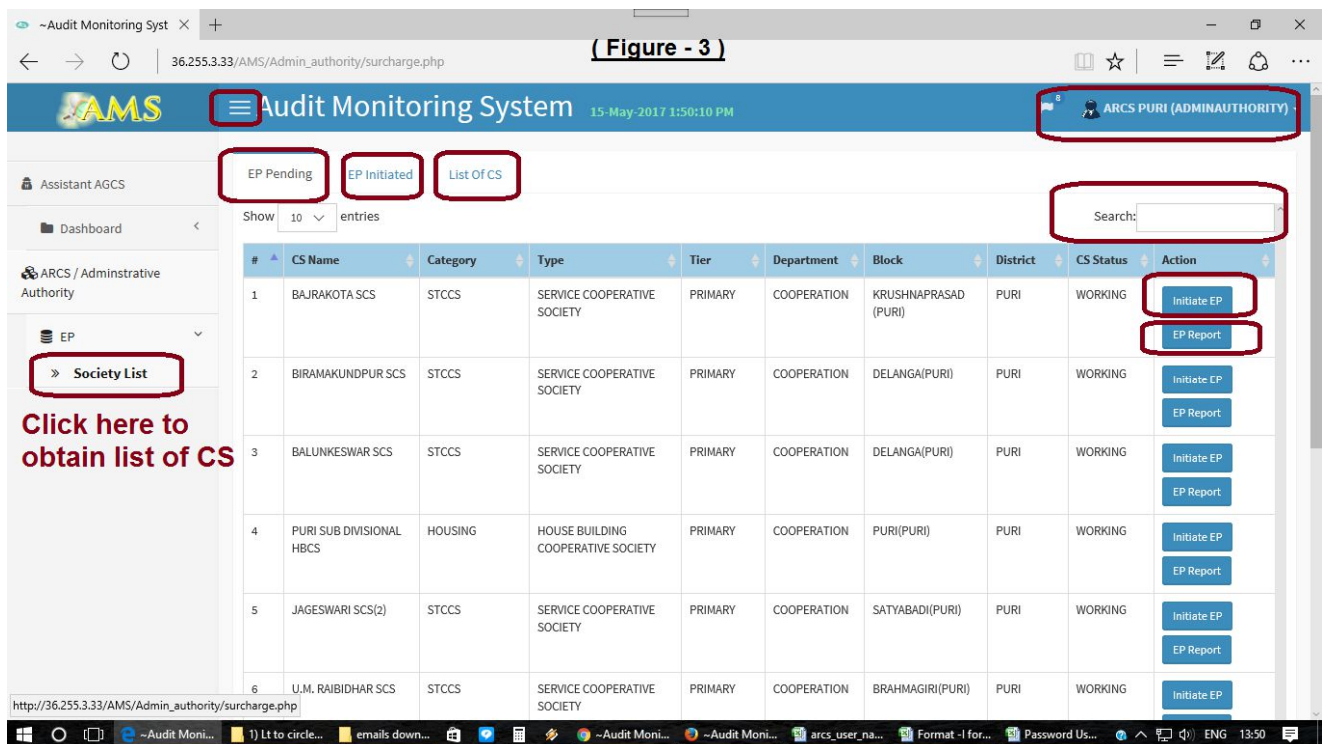 ~Audit Monitoring Syst
( Figure - 3 )
36.255.3.33/AMS/Admin_authority/surcharge.php
AMS
Audit Monitoring System 15-May-2017 1:50:10 PM
8
ARCS PURI (ADMINAUTHORITY)
Assistant AGCS
Dashboard
ARCS / Adminstrative
Authority
EP
» Society List
Click here to
obtain list of CS
EP Pending EP Initiated List Of CS
Show 10 entries
Search:
# CS Name Category Type Tier Department Block District CS Status Action
1 BAJRAKOTA SCS STCCS SERVICE COOPERATIVE PRIMARY COOPERATION KRUSHNAPRASAD PURI WORKING Initiate EP
SOCIETY (PURI)
EP Report
2 BIRAMAKUNDPUR SCS STCCS SERVICE COOPERATIVE PRIMARY COOPERATION DELANGA(PURI) PURI WORKING Initiate EP
SOCIETY
EP Report
3 BALUNKESWAR SCS STCCS SERVICE COOPERATIVE PRIMARY COOPERATION DELANGA(PURI) PURI WORKING Initiate EP
SOCIETY
EP Report
4 PURI SUB DIVISIONAL HOUSING HOUSE BUILDING PRIMARY COOPERATION PURI(PURI) PURI WORKING Initiate EP
HBCS COOPERATIVE SOCIETY
EP Report
5 JAGESWARI SCS(2) STCCS SERVICE COOPERATIVE PRIMARY COOPERATION SATYABADI(PURI) PURI WORKING Initiate EP
SOCIETY
EP Report
6 U.M. RAIBIDHAR SCS STCCS SERVICE COOPERATIVE PRIMARY COOPERATION BRAHMAGIRI(PURI) PURI WORKING Initiate EP
SOCIETY
http://36.255.3.33/AMS/Admin_authority/surcharge.php
~Audit Moni... 1) Lt to circle... emails down... ~Audit Moni... ~Audit Moni... arcs_user_na... Format -I for... Password Us... ENG 13:50